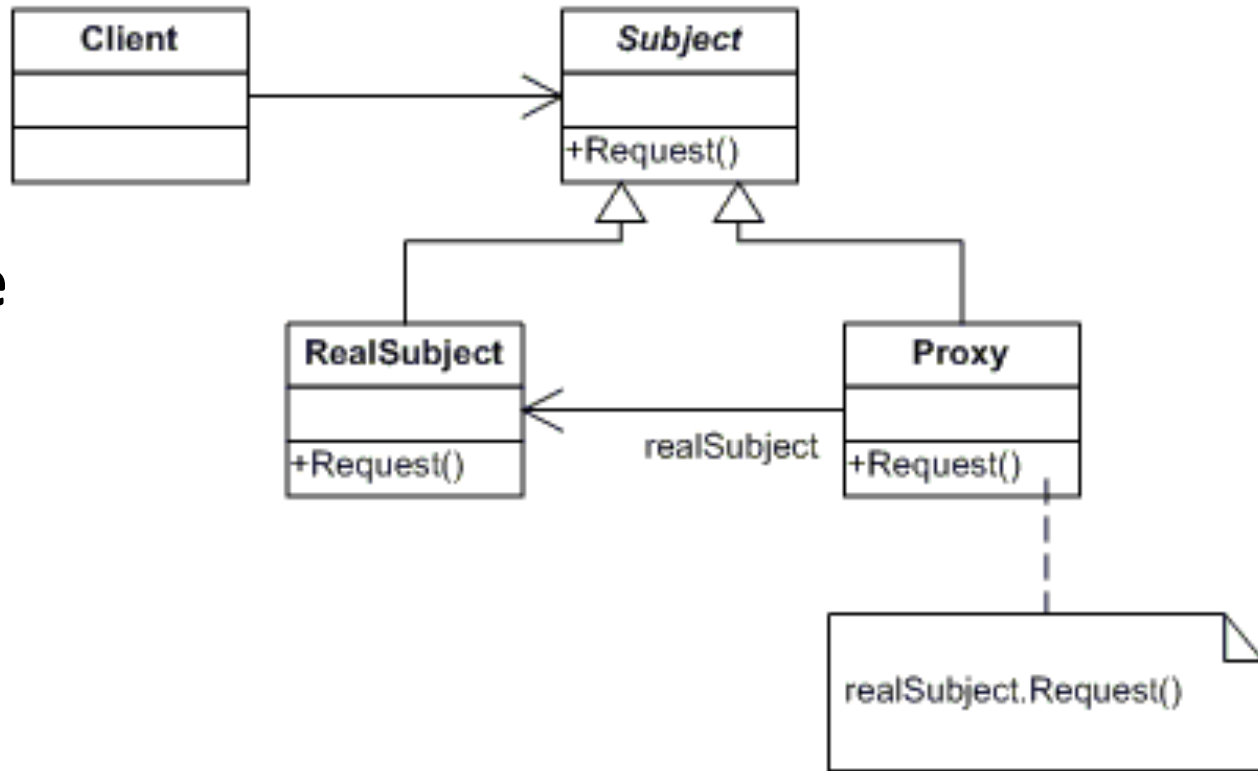 Client
Subject
+Request()
e
RealSubject
+Request()
realSubject
Proxy
+Request()
realSubject.Request()